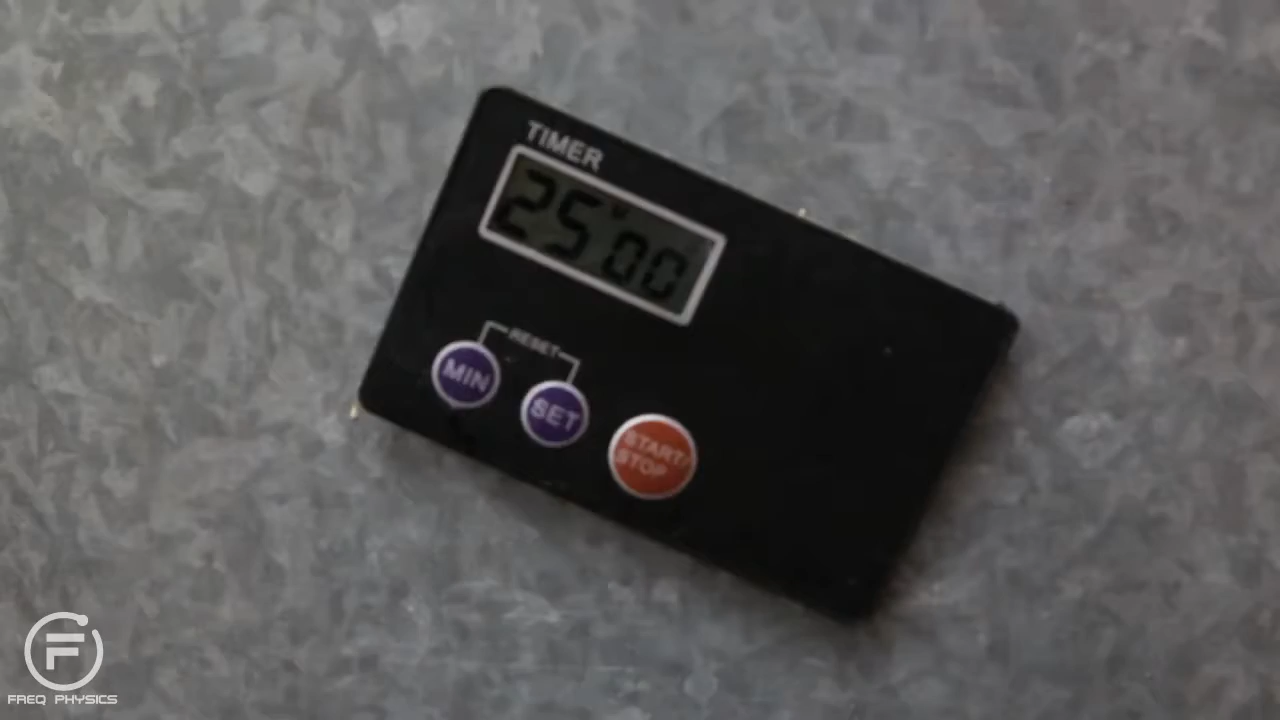 TIMER
25 00
RESET
MIN
SET
START/
STOP
F
FREQ PHYSICS